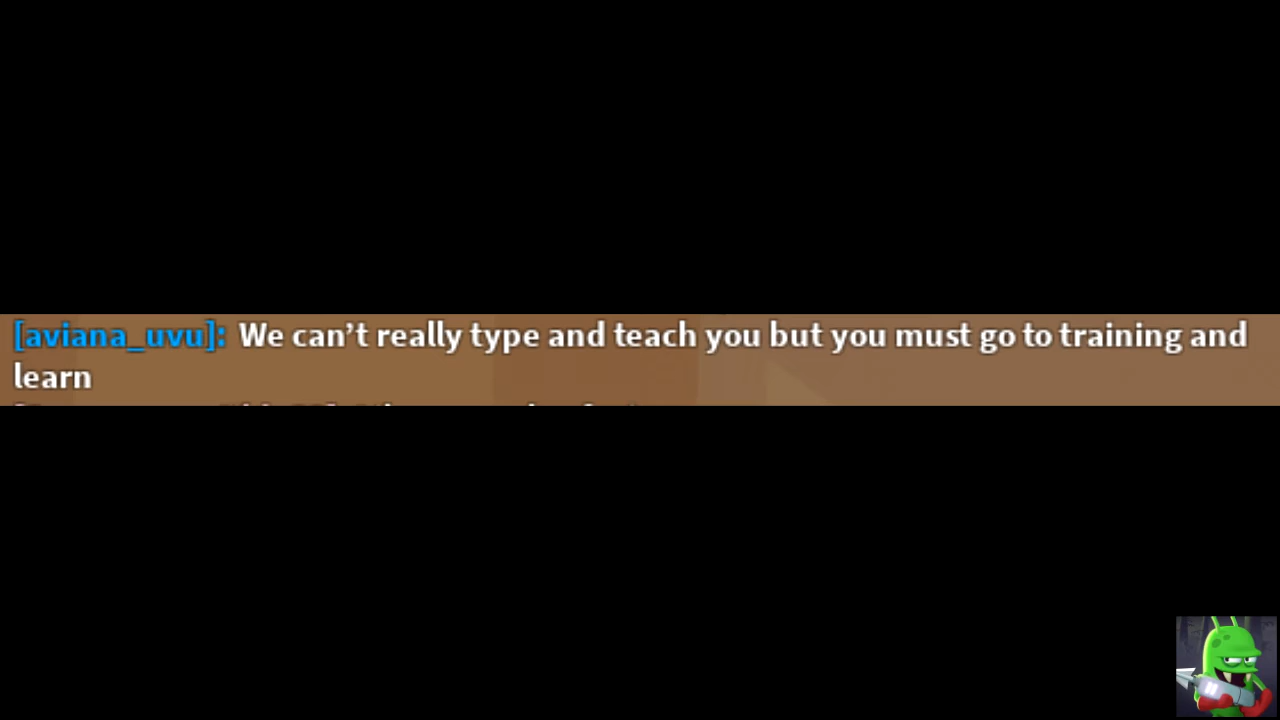 [aviana_uvu]: We can’t really type and teach you but you must go to training and
learn